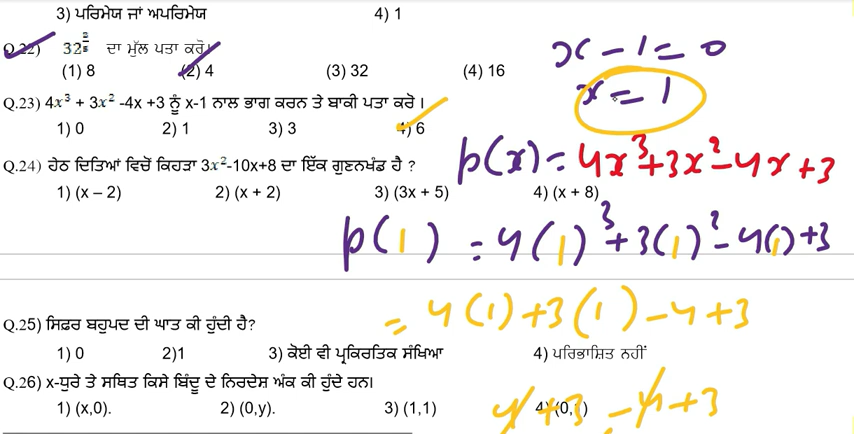 3) ਪਰਿਮੇਯ ਜਾਂ ਅਪਰਿਮੇਯ 4) 1
Q.22) 32^(2/5) ਦਾ ਮੁੱਲ ਪਤਾ ਕਰੋ।
(1) 8 (2) 4 (3) 32 (4) 16
x - 1 = 0
x = 1
Q.23) 4x³ + 3x² -4x +3 ਨੂੰ x-1 ਨਾਲ ਭਾਗ ਕਰਨ ਤੇ ਬਾਕੀ ਪਤਾ ਕਰੋ ।
1) 0 2) 1 3) 3 4) 6
p(x) = 4x³+3x²-4x+3
Q.24) ਹੇਠ ਦਿਤਿਆਂ ਵਿਚੋਂ ਕਿਹੜਾ 3x²-10x+8 ਦਾ ਇੱਕ ਗੁਣਨਖੰਡ ਹੈ ?
1) (x – 2) 2) (x + 2) 3) (3x + 5) 4) (x + 8)
p(1) = 4(1)³+3(1)²-4(1)+3
= 4(1)+3(1)-4+3
Q.25) ਸਿਫ਼ਰ ਬਹੁਪਦ ਦੀ ਘਾਤ ਕੀ ਹੁੰਦੀ ਹੈ?
1) 0 2)1 3) ਕੋਈ ਵੀ ਪ੍ਰਕਿਰਤਿਕ ਸੰਖਿਆ 4) ਪਰਿਭਾਸ਼ਿਤ ਨਹੀਂ
Q.26) x-ਧੁਰੇ ਤੇ ਸਥਿਤ ਕਿਸੇ ਬਿੰਦੂ ਦੇ ਨਿਰਦੇਸ਼ ਅੰਕ ਕੀ ਹੁੰਦੇ ਹਨ।
1) (x,0). 2) (0,y). 3) (1,1) 4) (0, )
4+3-4+3